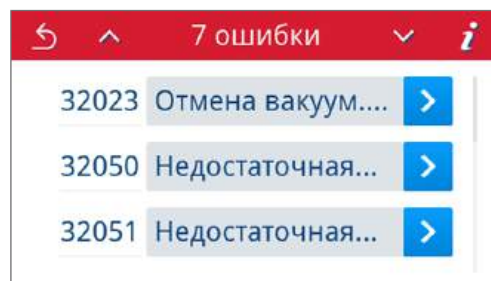 7 ошибки i
32023 Отмена вакуум....
32050 Недостаточная...
32051 Недостаточная...